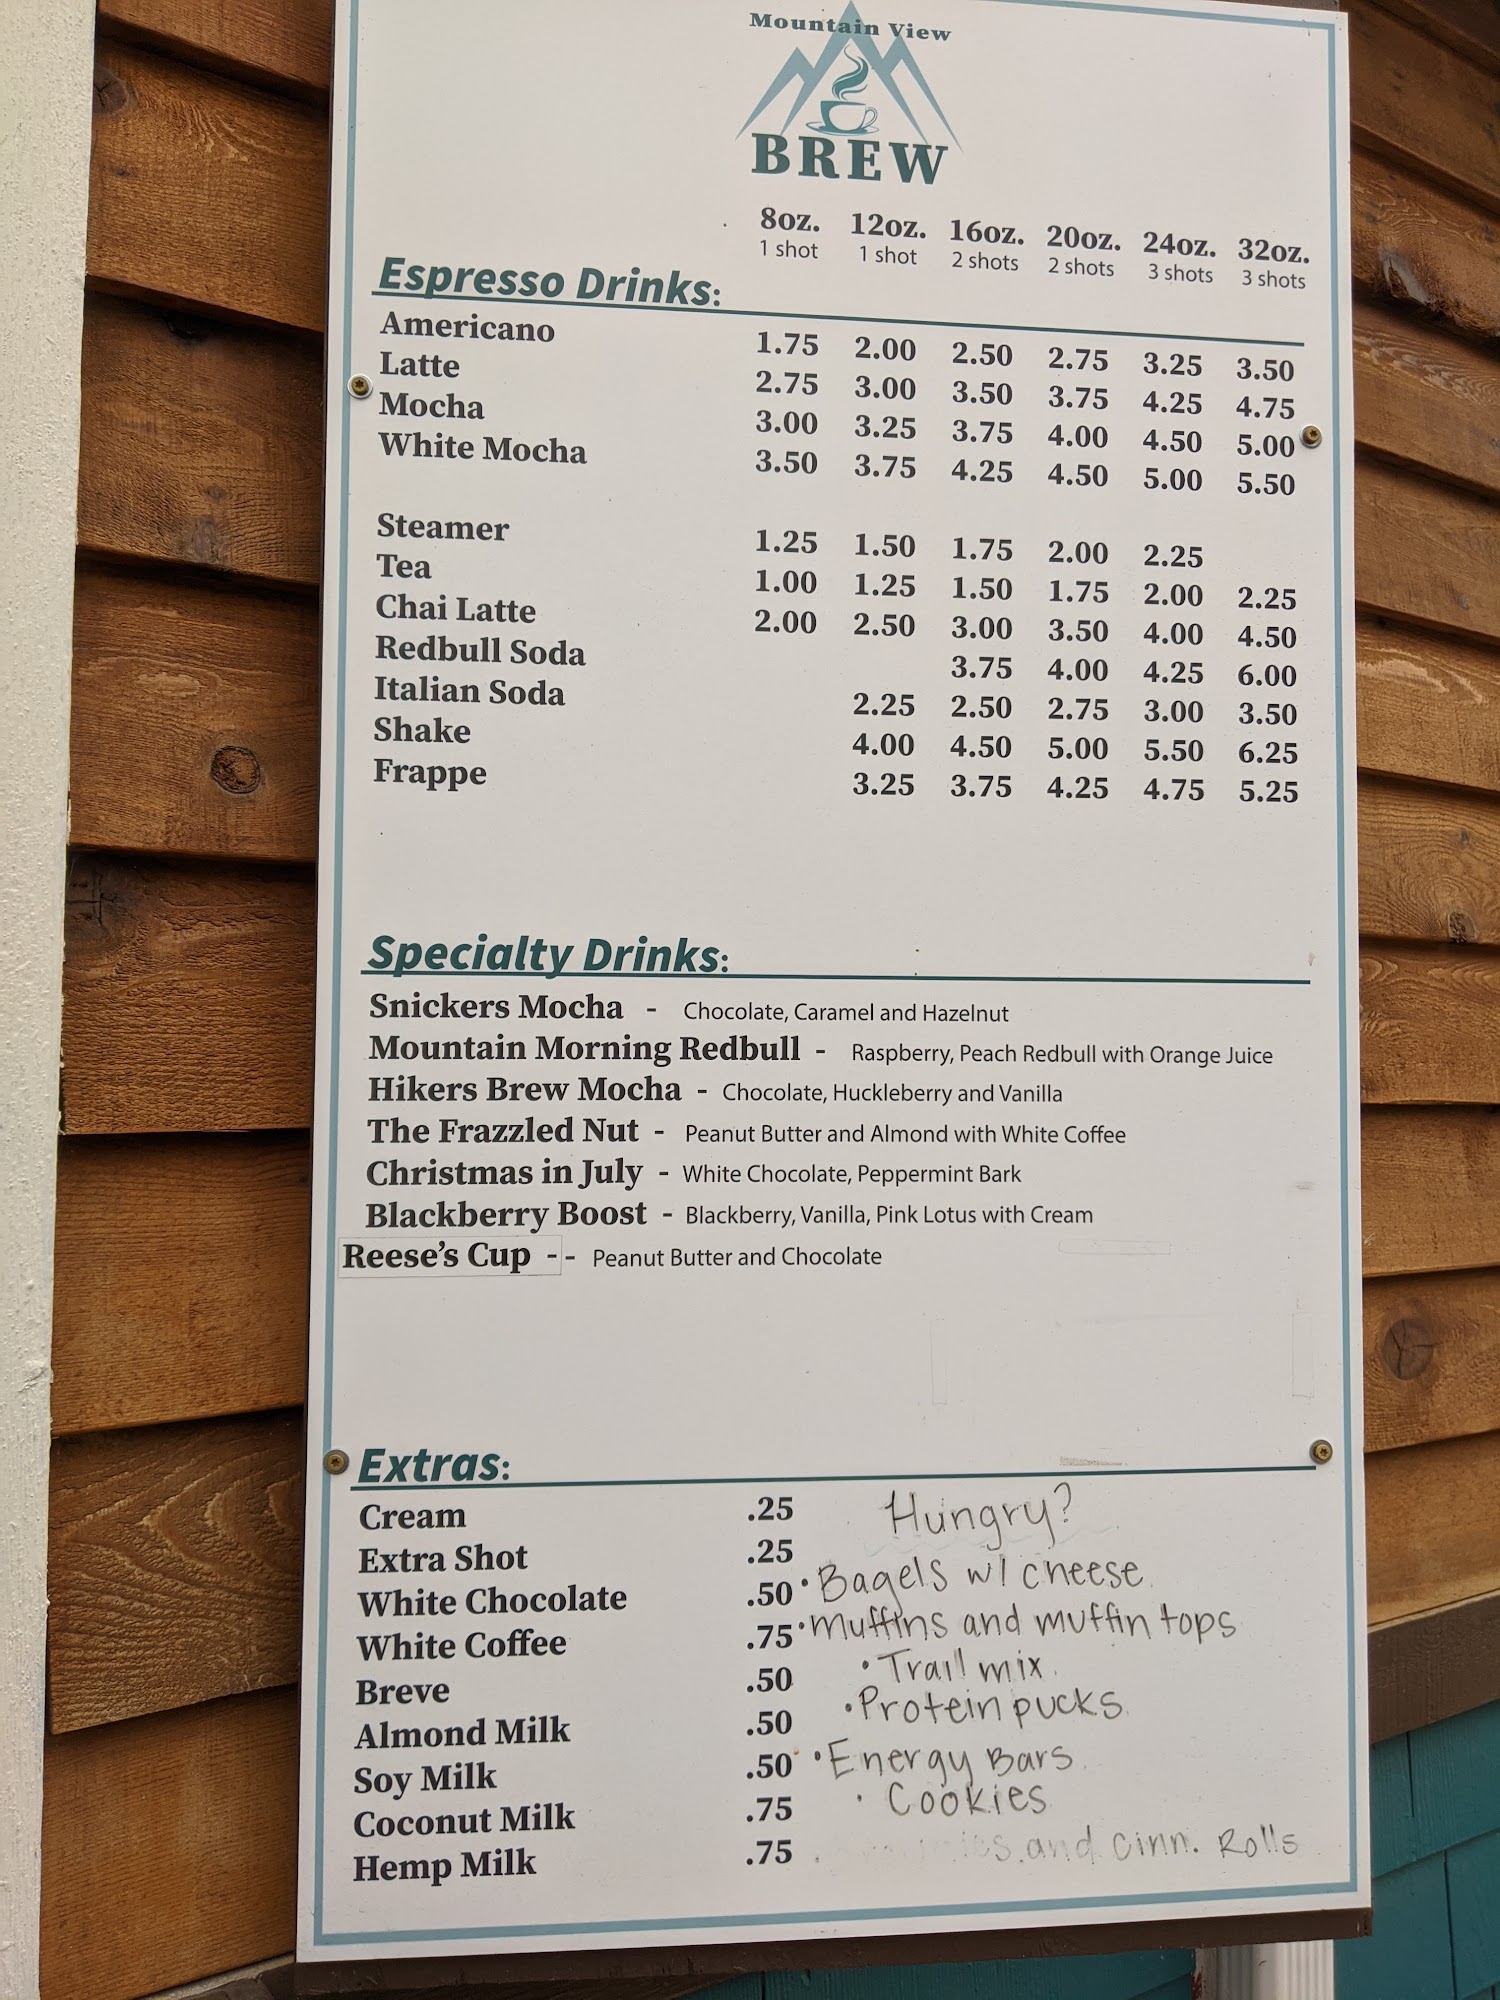 Mountain View
BREW
8oz. 12oz. 16oz. 20oz. 24oz. 32oz.
1 shot 1 shot 2 shots 2 shots 3 shots 3 shots
Espresso Drinks:
Americano 1.75 2.00 2.50 2.75 3.25 3.50
Latte 2.75 3.00 3.50 3.75 4.25 4.75
Mocha 3.00 3.25 3.75 4.00 4.50 5.00
White Mocha 3.50 3.75 4.25 4.50 5.00 5.50
Steamer 1.25 1.50 1.75 2.00 2.25
Tea 1.00 1.25 1.50 1.75 2.00 2.25
Chai Latte 2.00 2.50 3.00 3.50 4.00 4.50
Redbull Soda 3.75 4.00 4.25 6.00
Italian Soda 2.25 2.50 2.75 3.00 3.50
Shake 4.00 4.50 5.00 5.50 6.25
Frappe 3.25 3.75 4.25 4.75 5.25
Specialty Drinks:
Snickers Mocha - Chocolate, Caramel and Hazelnut
Mountain Morning Redbull - Raspberry, Peach Redbull with Orange Juice
Hikers Brew Mocha - Chocolate, Huckleberry and Vanilla
The Frazzled Nut - Peanut Butter and Almond with White Coffee
Christmas in July - White Chocolate, Peppermint Bark
Blackberry Boost - Blackberry, Vanilla, Pink Lotus with Cream
Reese's Cup -- Peanut Butter and Chocolate
Extras:
Cream .25
Extra Shot .25
White Chocolate .50
White Coffee .75
Breve .50
Almond Milk .50
Soy Milk .50
Coconut Milk .75
Hemp Milk .75
Hungry?
• Bagels w/ cheese
• Muffins and muffin tops
• Trail mix
• Protein pucks
• Energy Bars
• Cookies
and Cinn. Rolls